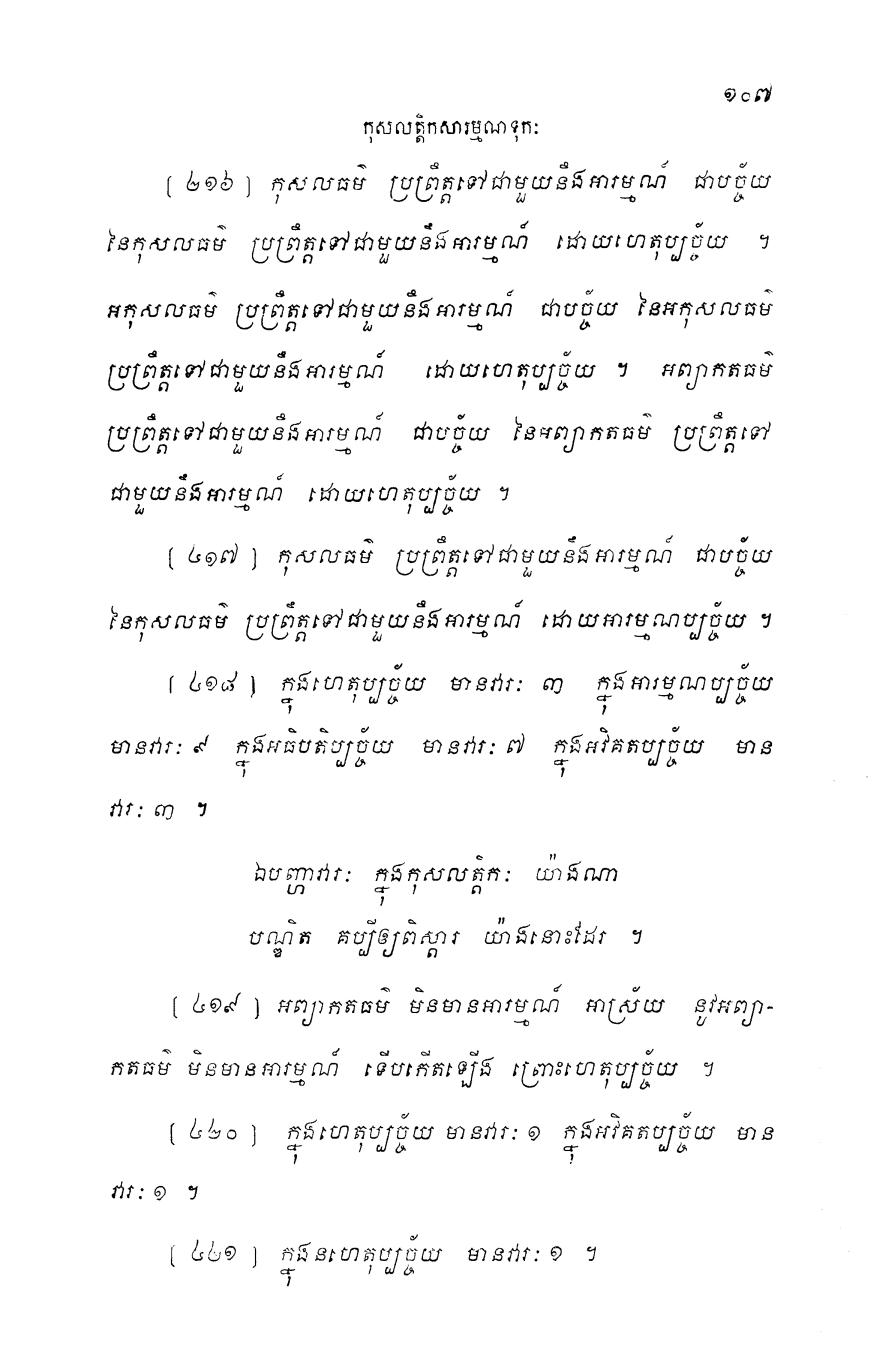 ១០៧
កុសលត្តិកសារម្មណទុកៈ
[ ៤១៦ ] កុសលធម៌ ប្រព្រឹត្តទៅជាមួយនឹងអារម្មណ៍ ជាបច្ច័យ
នៃកុសលធម៌ ប្រព្រឹត្តទៅជាមួយនឹងអារម្មណ៍ ដោយហេតុប្បច្ច័យ ។
អកុសលធម៌ ប្រព្រឹត្តទៅជាមួយនឹងអារម្មណ៍ ជាបច្ច័យ នៃអកុសលធម៌
ប្រព្រឹត្តទៅជាមួយនឹងអារម្មណ៍ ដោយហេតុប្បច្ច័យ ។ អព្យាកតធម៌
ប្រព្រឹត្តទៅជាមួយនឹងអារម្មណ៍ ជាបច្ច័យ នៃអព្យាកតធម៌ ប្រព្រឹត្តទៅ
ជាមួយនឹងអារម្មណ៍ ដោយហេតុប្បច្ច័យ ។
[ ៤១៧ ] កុសលធម៌ ប្រព្រឹត្តទៅជាមួយនឹងអារម្មណ៍ ជាបច្ច័យ
នៃកុសលធម៌ ប្រព្រឹត្តទៅជាមួយនឹងអារម្មណ៍ ដោយអារម្មណប្បច្ច័យ ។
[ ៤១៨ ] ក្នុងហេតុប្បច្ច័យ មានវារៈ ៣ ក្នុងអារម្មណប្បច្ច័យ
មានវារៈ ៩ ក្នុងអធិបតិប្បច្ច័យ មានវារៈ ៧ ក្នុងអវិគតប្បច្ច័យ មាន
វារៈ ៣ ។
ឯបញ្ហាវារៈ ក្នុងកុសលត្តិកៈ យ៉ាងណា
បណ្ឌិត គប្បីឲ្យពិស្តារ យ៉ាងនោះដែរ ។
[ ៤១៩ ] អព្យាកតធម៌ មិនមានអារម្មណ៍ អាស្រ័យ នូវអព្យា-
កតធម៌ មិនមានអារម្មណ៍ ទើបកើតឡើង ព្រោះហេតុប្បច្ច័យ ។
[ ៤២០ ] ក្នុងហេតុប្បច្ច័យ មានវារៈ ១ ក្នុងអវិគតប្បច្ច័យ មាន
វារៈ ១ ។
[ ៤២១ ] ក្នុងនហេតុប្បច្ច័យ មានវារៈ ១ ។